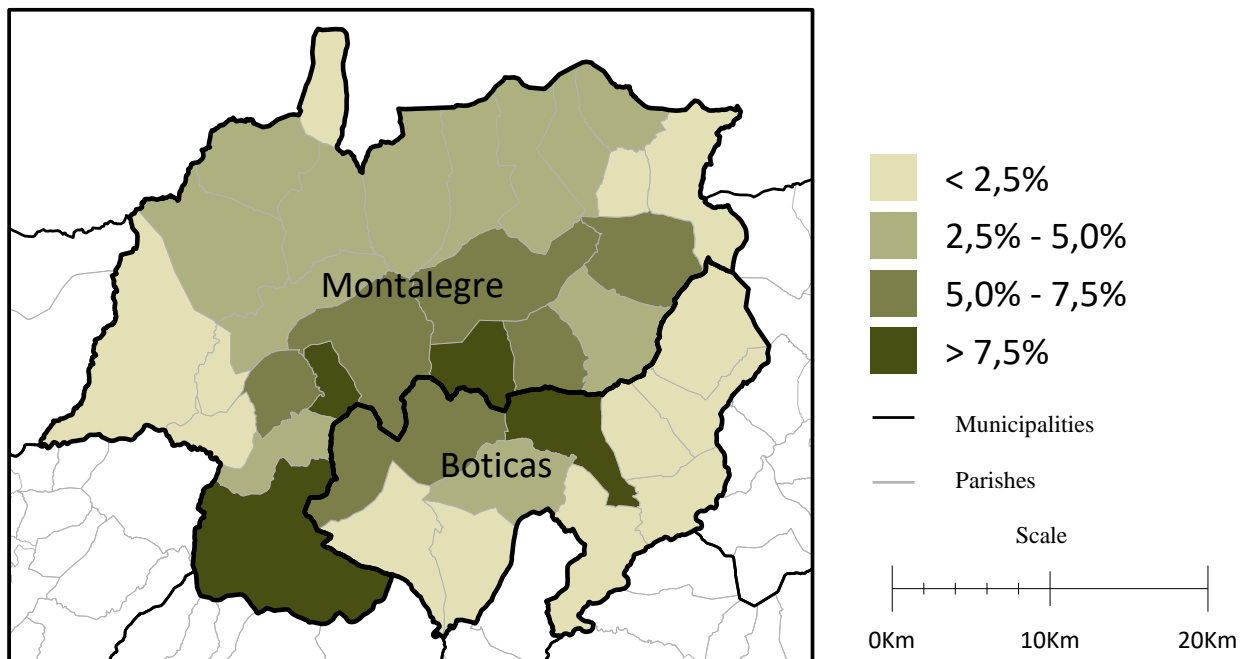 Montalegre
Boticas
< 2,5%
2,5% - 5,0%
5,0% - 7,5%
> 7,5%
Municipalities
Parishes
Scale
0Km 10Km 20Km